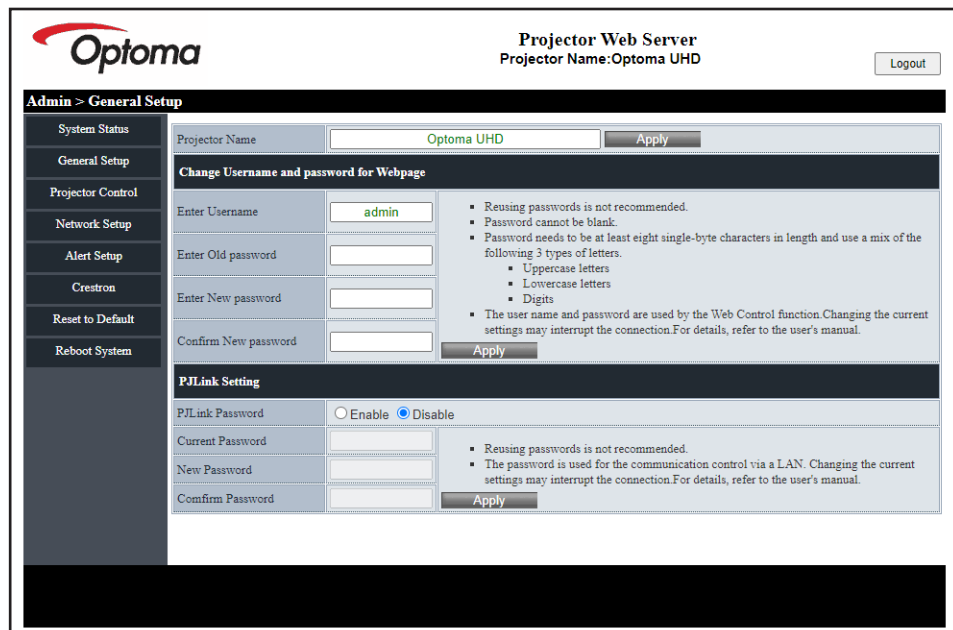 Optoma
Projector Web Server
Projector Name:Optoma UHD
Logout
Admin > General Setup
System Status
General Setup
Projector Control
Network Setup
Alert Setup
Crestron
Reset to Default
Reboot System
Projector Name Optoma UHD Apply
Change Username and password for Webpage
Enter Username admin
Enter Old password
Enter New password
Confirm New password
Reusing passwords is not recommended.
Password cannot be blank.
Password needs to be at least eight single-byte characters in length and use a mix of the
following 3 types of letters.
Uppercase letters
Lowercase letters
Digits
The user name and password are used by the Web Control function.Changing the current
settings may interrupt the connection.For details, refer to the user's manual.
Apply
PJLink Setting
PJLink Password Enable Disable
Current Password
New Password
Comfirm Password
Reusing passwords is not recommended.
The password is used for the communication control via a LAN. Changing the current
settings may interrupt the connection.For details, refer to the user's manual.
Apply